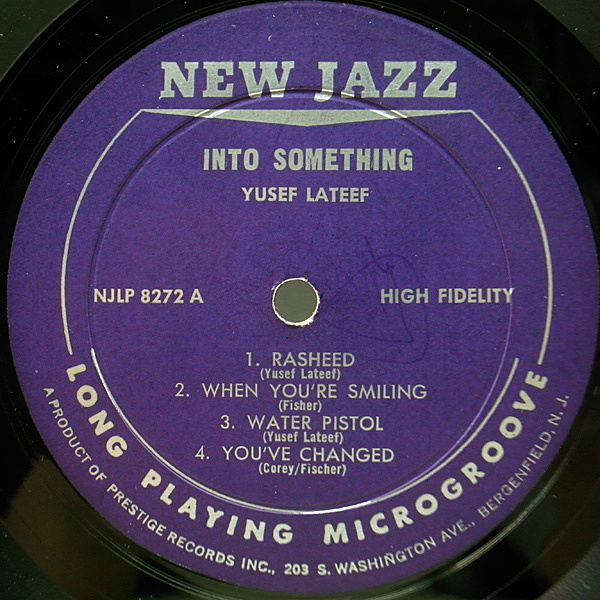 NEW JAZZ
INTO SOMETHING
YUSEF LATEEF
NJLP 8272 A
HIGH FIDELITY
1. RASHEED
(Yusef Lateef)
2. WHEN YOU'RE SMILING
(Fisher)
3. WATER PISTOL
(Yusef Lateef)
4. YOU'VE CHANGED
(Corey/Fischer)
LONG PLAYING MICROGROOVE
A PRODUCT OF PRESTIGE RECORDS INC., 203 S. WASHINGTON AVE., BERGENFIELD, N. J.